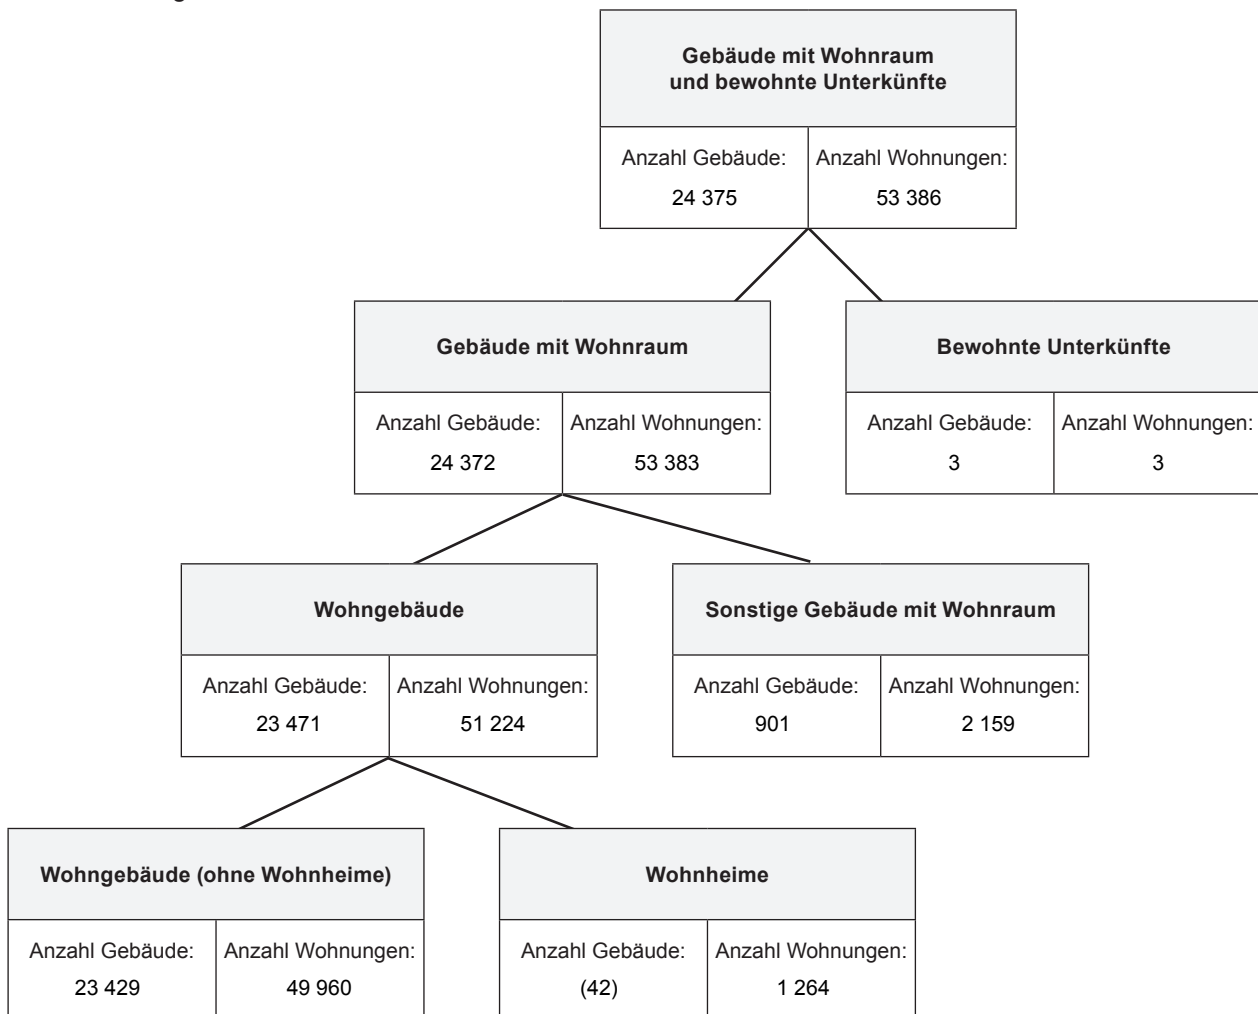 Gebäude mit Wohnraum
und bewohnte Unterkünfte
Anzahl Gebäude:
24 375
Anzahl Wohnungen:
53 386
Gebäude mit Wohnraum
Anzahl Gebäude:
24 372
Anzahl Wohnungen:
53 383
Bewohnte Unterkünfte
Anzahl Gebäude:
3
Anzahl Wohnungen:
3
Wohngebäude
Anzahl Gebäude:
23 471
Anzahl Wohnungen:
51 224
Sonstige Gebäude mit Wohnraum
Anzahl Gebäude:
901
Anzahl Wohnungen:
2 159
Wohngebäude (ohne Wohnheime)
Anzahl Gebäude:
23 429
Anzahl Wohnungen:
49 960
Wohnheime
Anzahl Gebäude:
(42)
Anzahl Wohnungen:
1 264